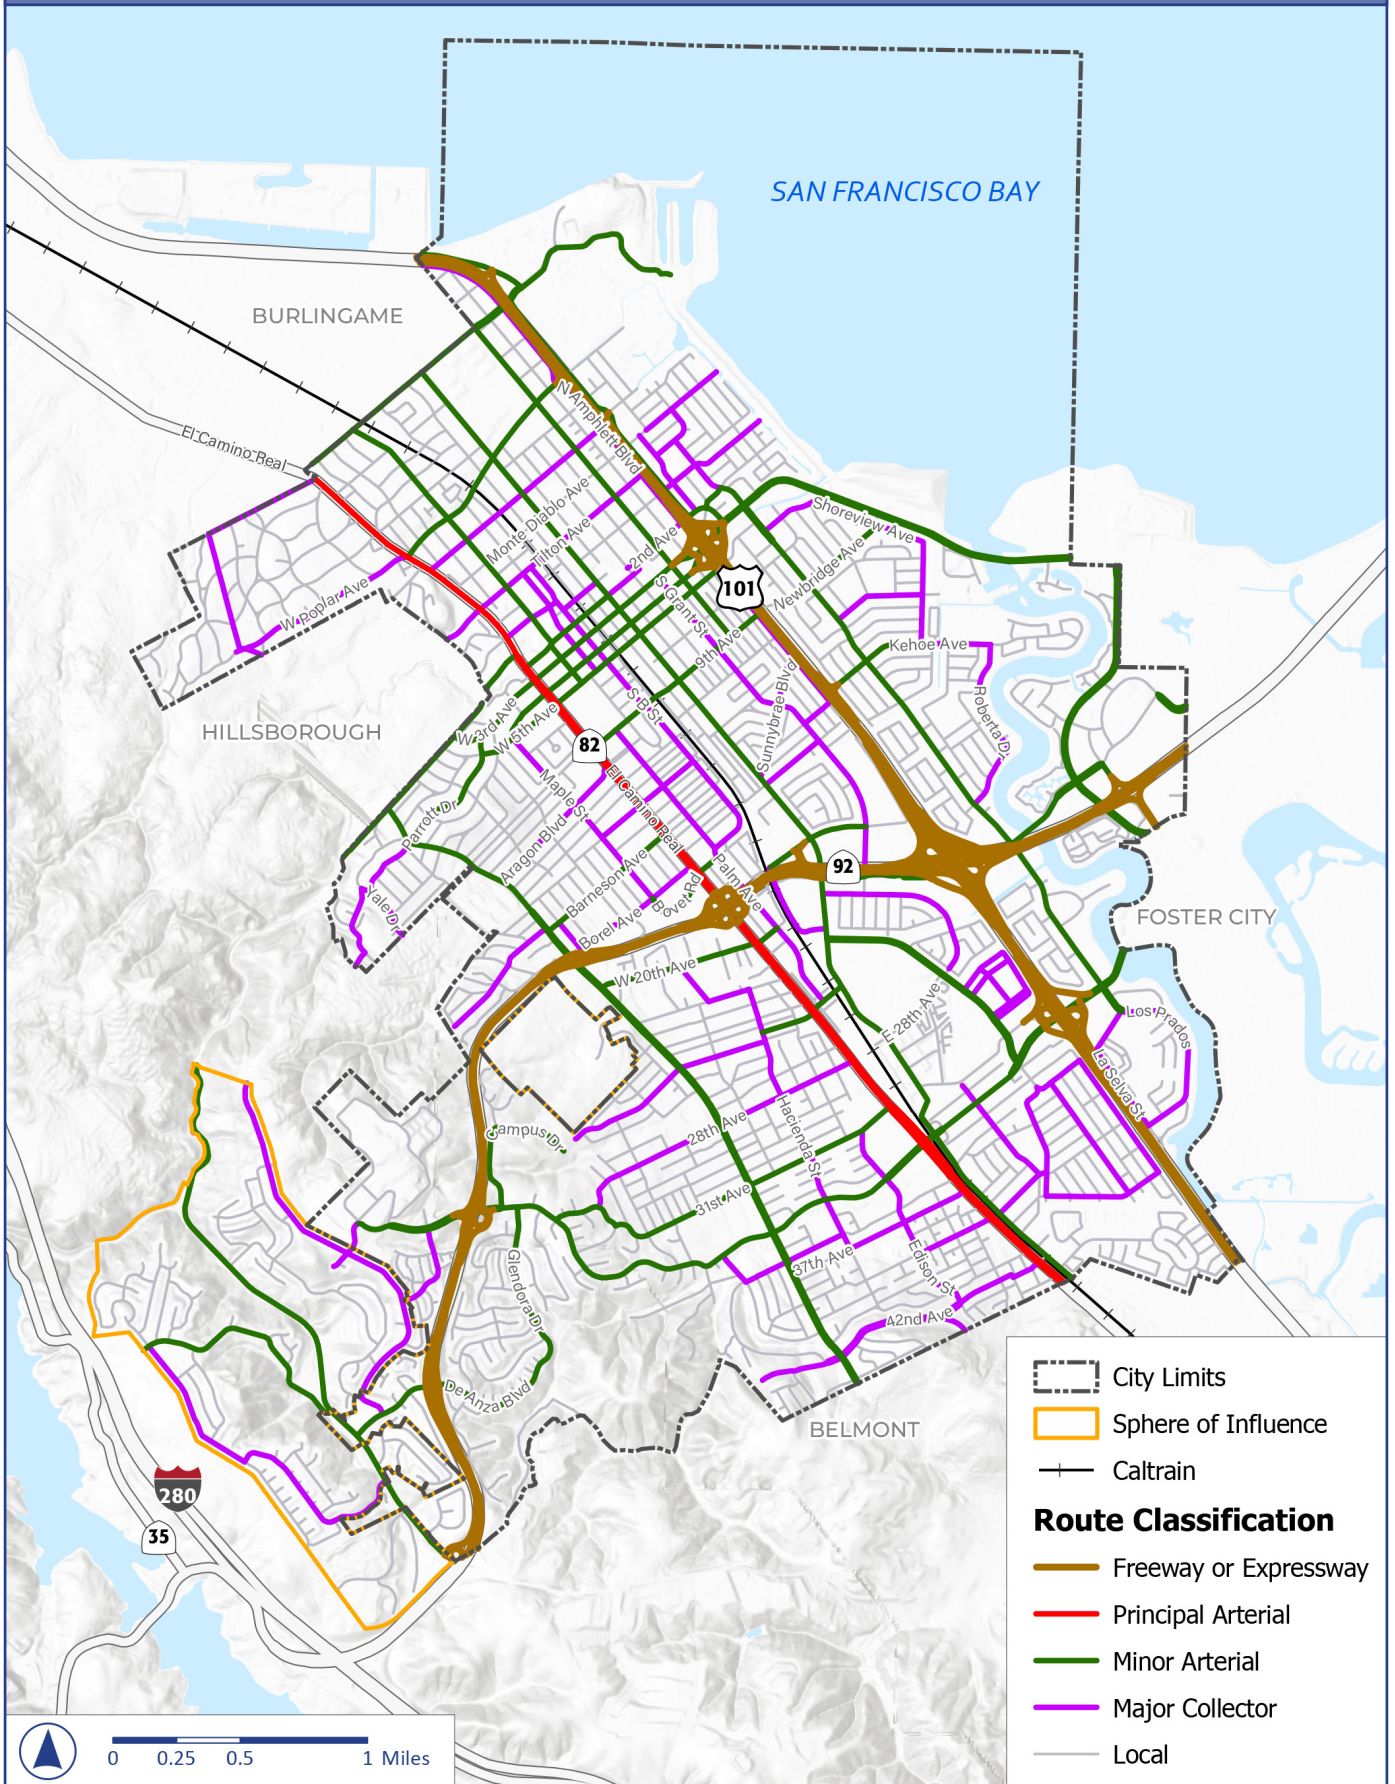 SAN FRANCISCO BAY
BURLINGAME
El Camino Real
N Amphlett Blvd
Monte Diablo Ave
Tilton Ave
2nd Ave
Shoreview Ave
Newbridge Ave
101
S Grant St
W Poplar Ave
9th Ave
Kehoe Ave
Sunnybrae Blvd
Roberta Dr
S B St
HILLSBOROUGH
W 3rd Ave
W 5th Ave
82
El Camino Real
Maple St
Parrott Dr
Aragon Blvd
Palm Ave
92
Barneson Ave
Bovet Rd
Yale Dr
Borel Ave
FOSTER CITY
W 20th Ave
E 28th Ave
Los Prados
La Selva St
Campus Dr
28th Ave
Hacienda St
31st Ave
37th Ave
Edison St
Glendora Dr
42nd Ave
De Anza Blvd
BELMONT
280
35
City Limits
Sphere of Influence
Caltrain
Route Classification
Freeway or Expressway
Principal Arterial
Minor Arterial
Major Collector
Local
0 0.25 0.5 1 Miles